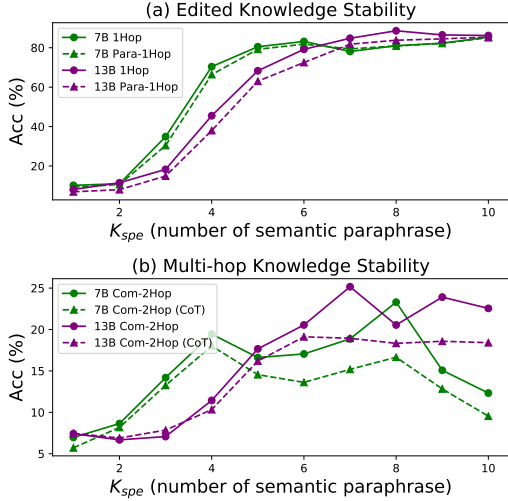 (a) Edited Knowledge Stability
Acc (%)
80
60
40
20
7B 1Hop
7B Para-1Hop
13B 1Hop
13B Para-1Hop
2 4 6 8 10
K_spe (number of semantic paraphrase)
(b) Multi-hop Knowledge Stability
Acc (%)
25
20
15
10
5
7B Com-2Hop
7B Com-2Hop (CoT)
13B Com-2Hop
13B Com-2Hop (CoT)
2 4 6 8 10
K_spe (number of semantic paraphrase)